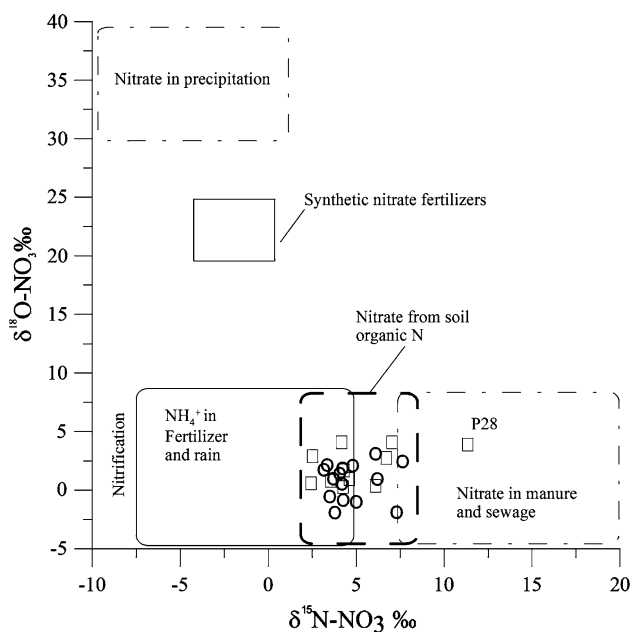 40
35
30
25
20
15
10
5
0
-5
δ¹⁸O-NO₃‰
Nitrate in precipitation
Synthetic nitrate fertilizers
Nitrate from soil
organic N
Nitrification
NH₄⁺ in
Fertilizer
and rain
P28
Nitrate in manure
and sewage
-10
-5
0
5
10
15
20
δ¹⁵N-NO3 ‰